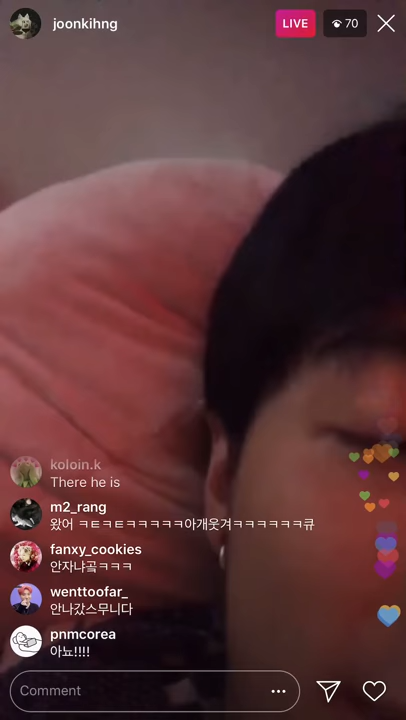 joonkihng
LIVE
70
koloin.k
There he is
m2_rang
왔어 ㅋㅌㅋㅌㅋㅋㅋㅋㅋ아개웃겨ㅋㅋㅋㅋㅋㅋ큐
fanxy_cookies
안자냐곸ㅋㅋㅋ
wenttoofar_
안나갔스무니다
pnmcorea
아뇨!!!!
Comment